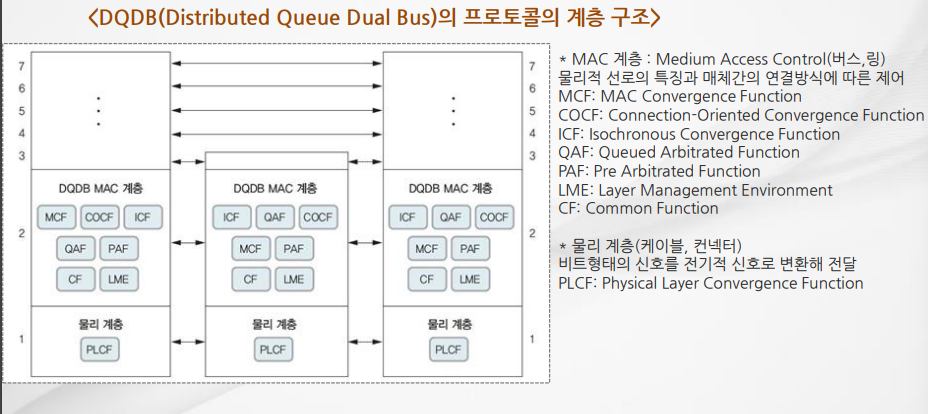 <DQDB(Distributed Queue Dual Bus)의 프로토콜의 계층 구조>
7
6
5
4
3
2
1
DQDB MAC 계층
MCF COCF ICF
QAF PAF
CF LME
물리 계층
PLCF
DQDB MAC 계층
ICF QAF COCF
MCF PAF
CF LME
물리 계층
PLCF
DQDB MAC 계층
ICF QAF COCF
MCF PAF
CF LME
물리 계층
PLCF
7
6
5
4
3
2
1
* MAC 계층 : Medium Access Control(버스,링)
물리적 선로의 특징과 매체간의 연결방식에 따른 제어
MCF: MAC Convergence Function
COCF: Connection-Oriented Convergence Function
ICF: Isochronous Convergence Function
QAF: Queued Arbitrated Function
PAF: Pre Arbitrated Function
LME: Layer Management Environment
CF: Common Function
* 물리 계층(케이블, 컨넥터)
비트형태의 신호를 전기적 신호로 변환해 전달
PLCF: Physical Layer Convergence Function